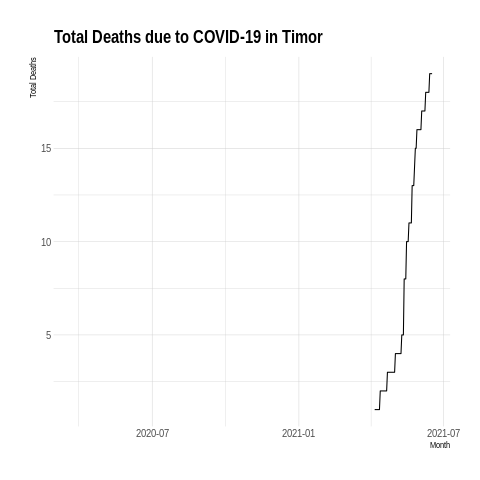 Total Deaths due to COVID-19 in Timor
Total Deaths
15
10
5
2020-07
2021-01
2021-07
Month